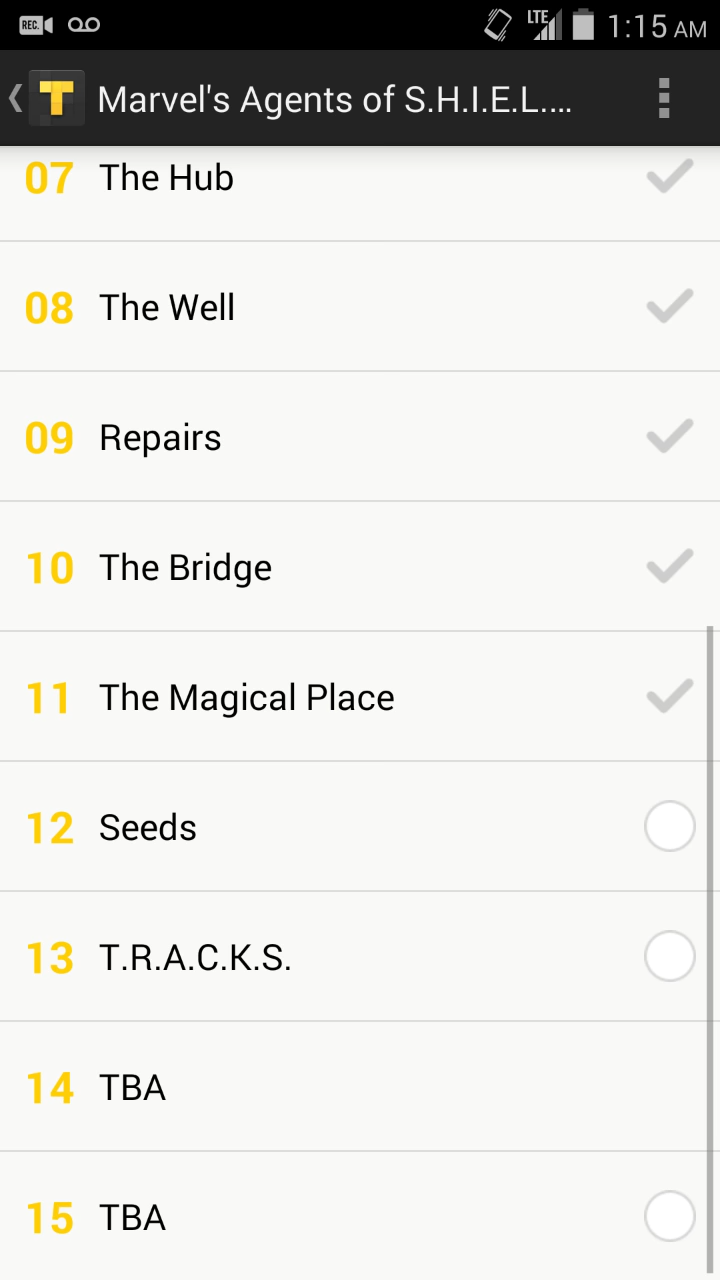 REC.
LTE
1:15 AM
T
Marvel's Agents of S.H.I.E.L....
07 The Hub
08 The Well
09 Repairs
10 The Bridge
11 The Magical Place
12 Seeds
13 T.R.A.C.K.S.
14 TBA
15 TBA